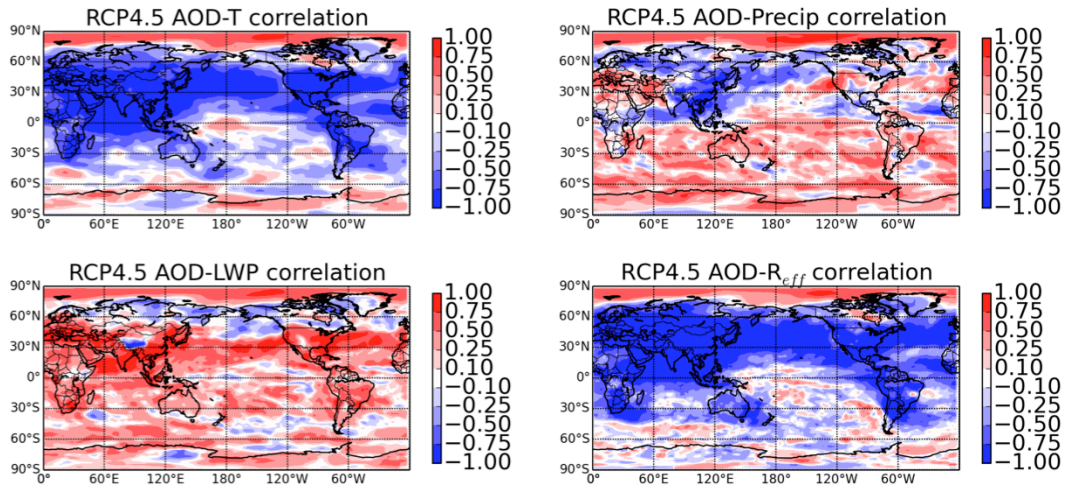 RCP4.5 AOD-T correlation
90°N
60°N
30°N
0°
30°S
60°S
90°S
0°
60°E
120°E
180°
120°W
60°W
1.00
0.75
0.50
0.25
0.10
−0.10
−0.25
−0.50
−0.75
−1.00
RCP4.5 AOD-Precip correlation
90°N
60°N
30°N
0°
30°S
60°S
90°S
0°
60°E
120°E
180°
120°W
60°W
1.00
0.75
0.50
0.25
0.10
−0.10
−0.25
−0.50
−0.75
−1.00
RCP4.5 AOD-LWP correlation
90°N
60°N
30°N
0°
30°S
60°S
90°S
0°
60°E
120°E
180°
120°W
60°W
1.00
0.75
0.50
0.25
0.10
−0.10
−0.25
−0.50
−0.75
−1.00
RCP4.5 AOD-R_eff correlation
90°N
60°N
30°N
0°
30°S
60°S
90°S
0°
60°E
120°E
180°
120°W
60°W
1.00
0.75
0.50
0.25
0.10
−0.10
−0.25
−0.50
−0.75
−1.00